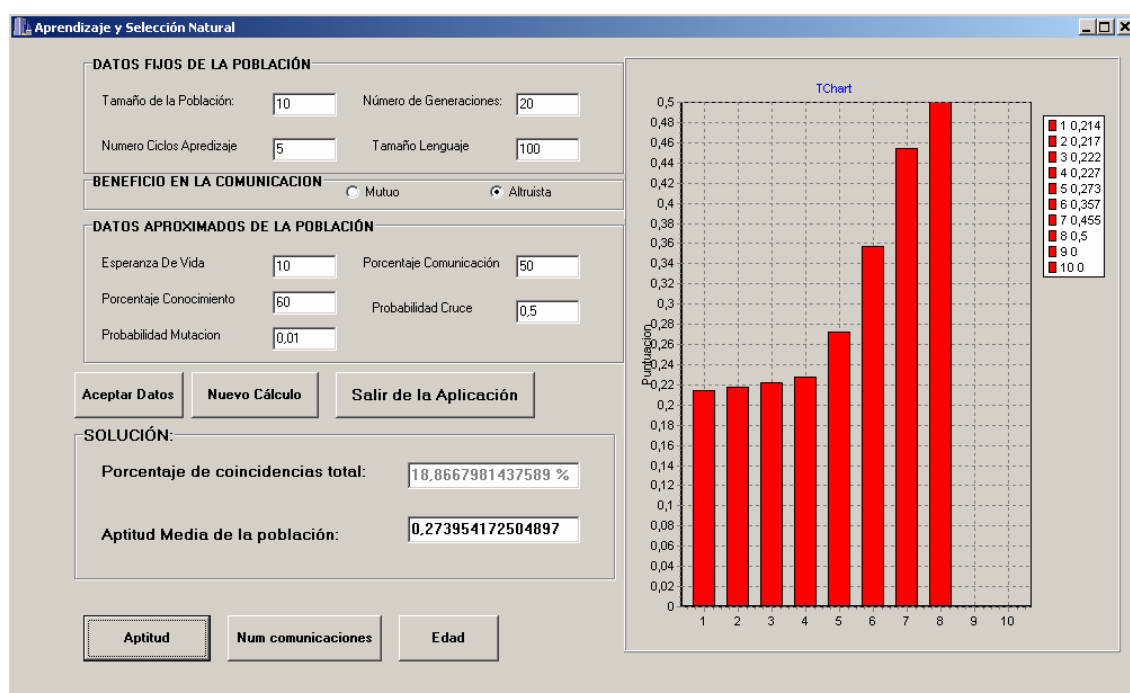 Aprendizaje y Selección Natural
DATOS FIJOS DE LA POBLACIÓN
Tamaño de la Población: 10 Número de Generaciones: 20
Numero Ciclos Apredizaje 5 Tamaño Lenguaje 100
BENEFICIO EN LA COMUNICACION Mutuo Altruista
DATOS APROXIMADOS DE LA POBLACIÓN
Esperanza De Vida 10 Porcentaje Comunicación 50
Porcentaje Conocimiento 60 Probabilidad Cruce 0,5
Probabilidad Mutacion 0,01
Aceptar Datos Nuevo Cálculo Salir de la Aplicación
SOLUCIÓN:
Porcentaje de coincidencias total: 18,8667981437589 %
Aptitud Media de la población: 0,273954172504897
Aptitud Num comunicaciones Edad
TChart
Puntuacion
0,5
0,48
0,46
0,44
0,42
0,4
0,38
0,36
0,34
0,32
0,3
0,28
0,26
0,24
0,22
0,2
0,18
0,16
0,14
0,12
0,1
0,08
0,06
0,04
0,02
0
1 2 3 4 5 6 7 8 9 10
1 0,214
2 0,217
3 0,222
4 0,227
5 0,273
6 0,357
7 0,455
8 0,5
9 0
10 0